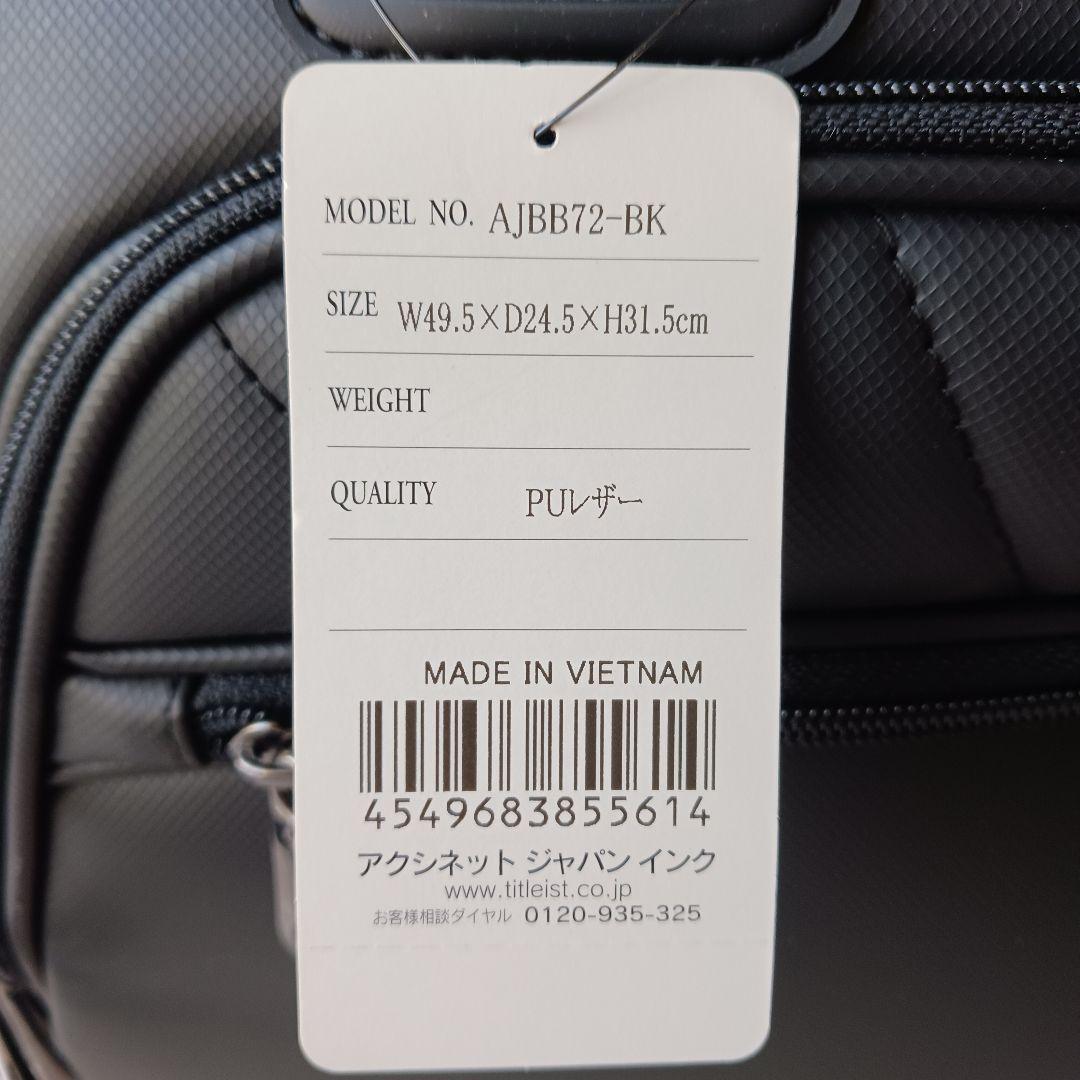 MODEL NO. AJBB72-BK
SIZE W49.5×D24.5×H31.5cm
WEIGHT
QUALITY PUレザー
MADE IN VIETNAM
4549683855614
アクシネット ジャパン インク
www.titleist.co.jp
お客様相談ダイヤル 0120-935-325